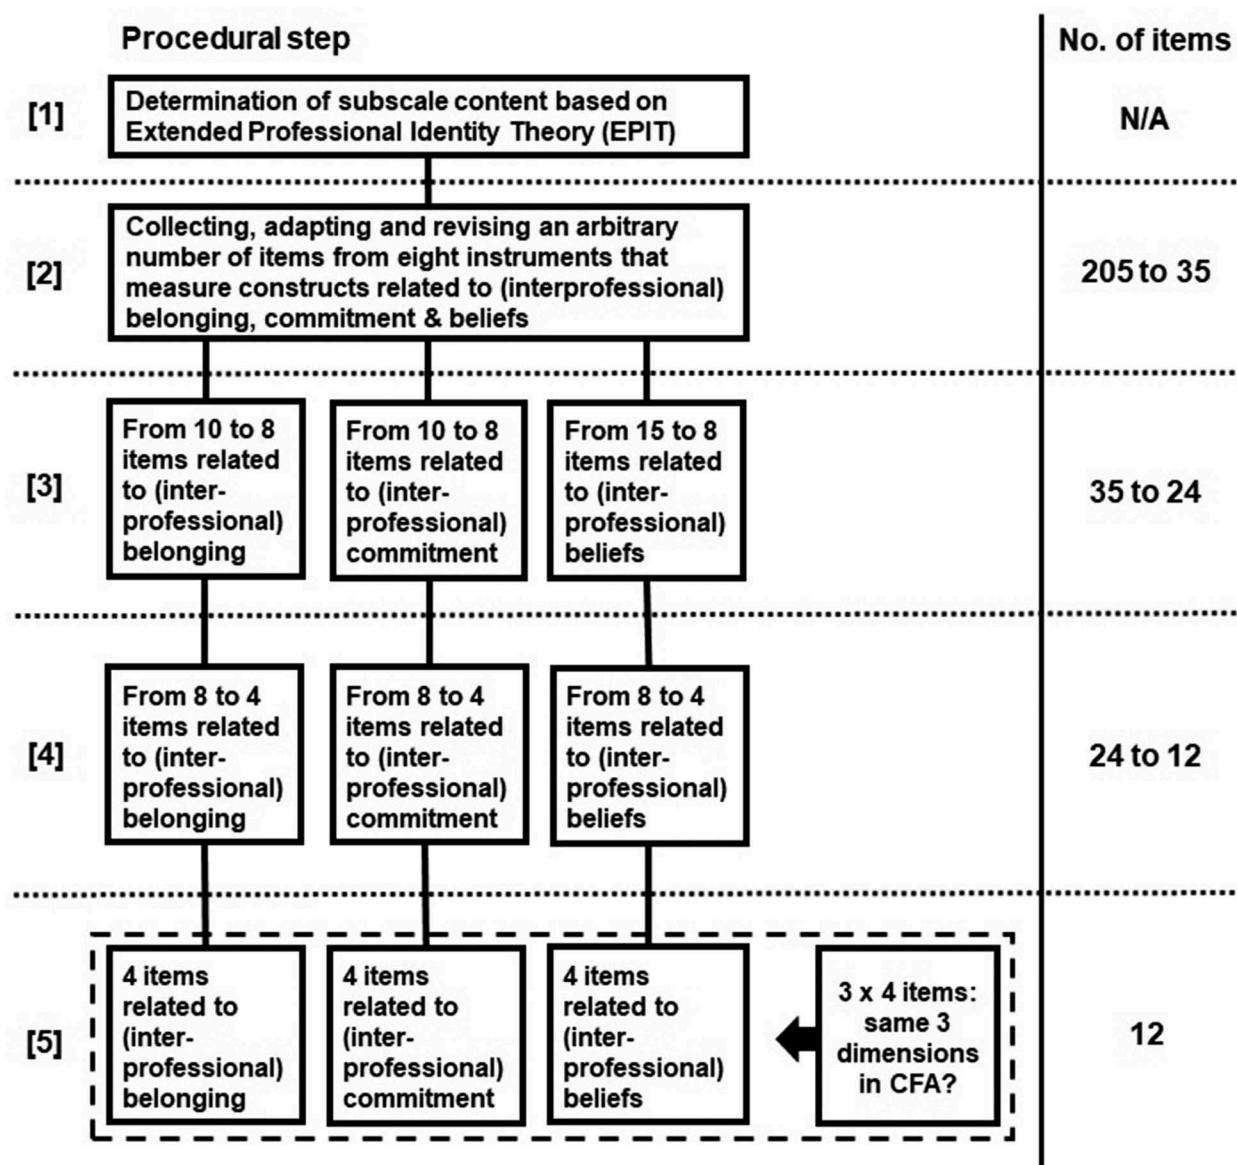 Procedural step
No. of items
[1]
Determination of subscale content based on
Extended Professional Identity Theory (EPIT)
N/A
[2]
Collecting, adapting and revising an arbitrary
number of items from eight instruments that
measure constructs related to (interprofessional)
belonging, commitment & beliefs
205 to 35
[3]
From 10 to 8
items related
to (inter-
professional)
belonging
From 10 to 8
items related
to (inter-
professional)
commitment
From 15 to 8
items related
to (inter-
professional)
beliefs
35 to 24
[4]
From 8 to 4
items related
to (inter-
professional)
belonging
From 8 to 4
items related
to (inter-
professional)
commitment
From 8 to 4
items related
to (inter-
professional)
beliefs
24 to 12
[5]
4 items
related to
(inter-
professional)
belonging
4 items
related to
(inter-
professional)
commitment
4 items
related to
(inter-
professional)
beliefs
3 x 4 items:
same 3
dimensions
in CFA?
12